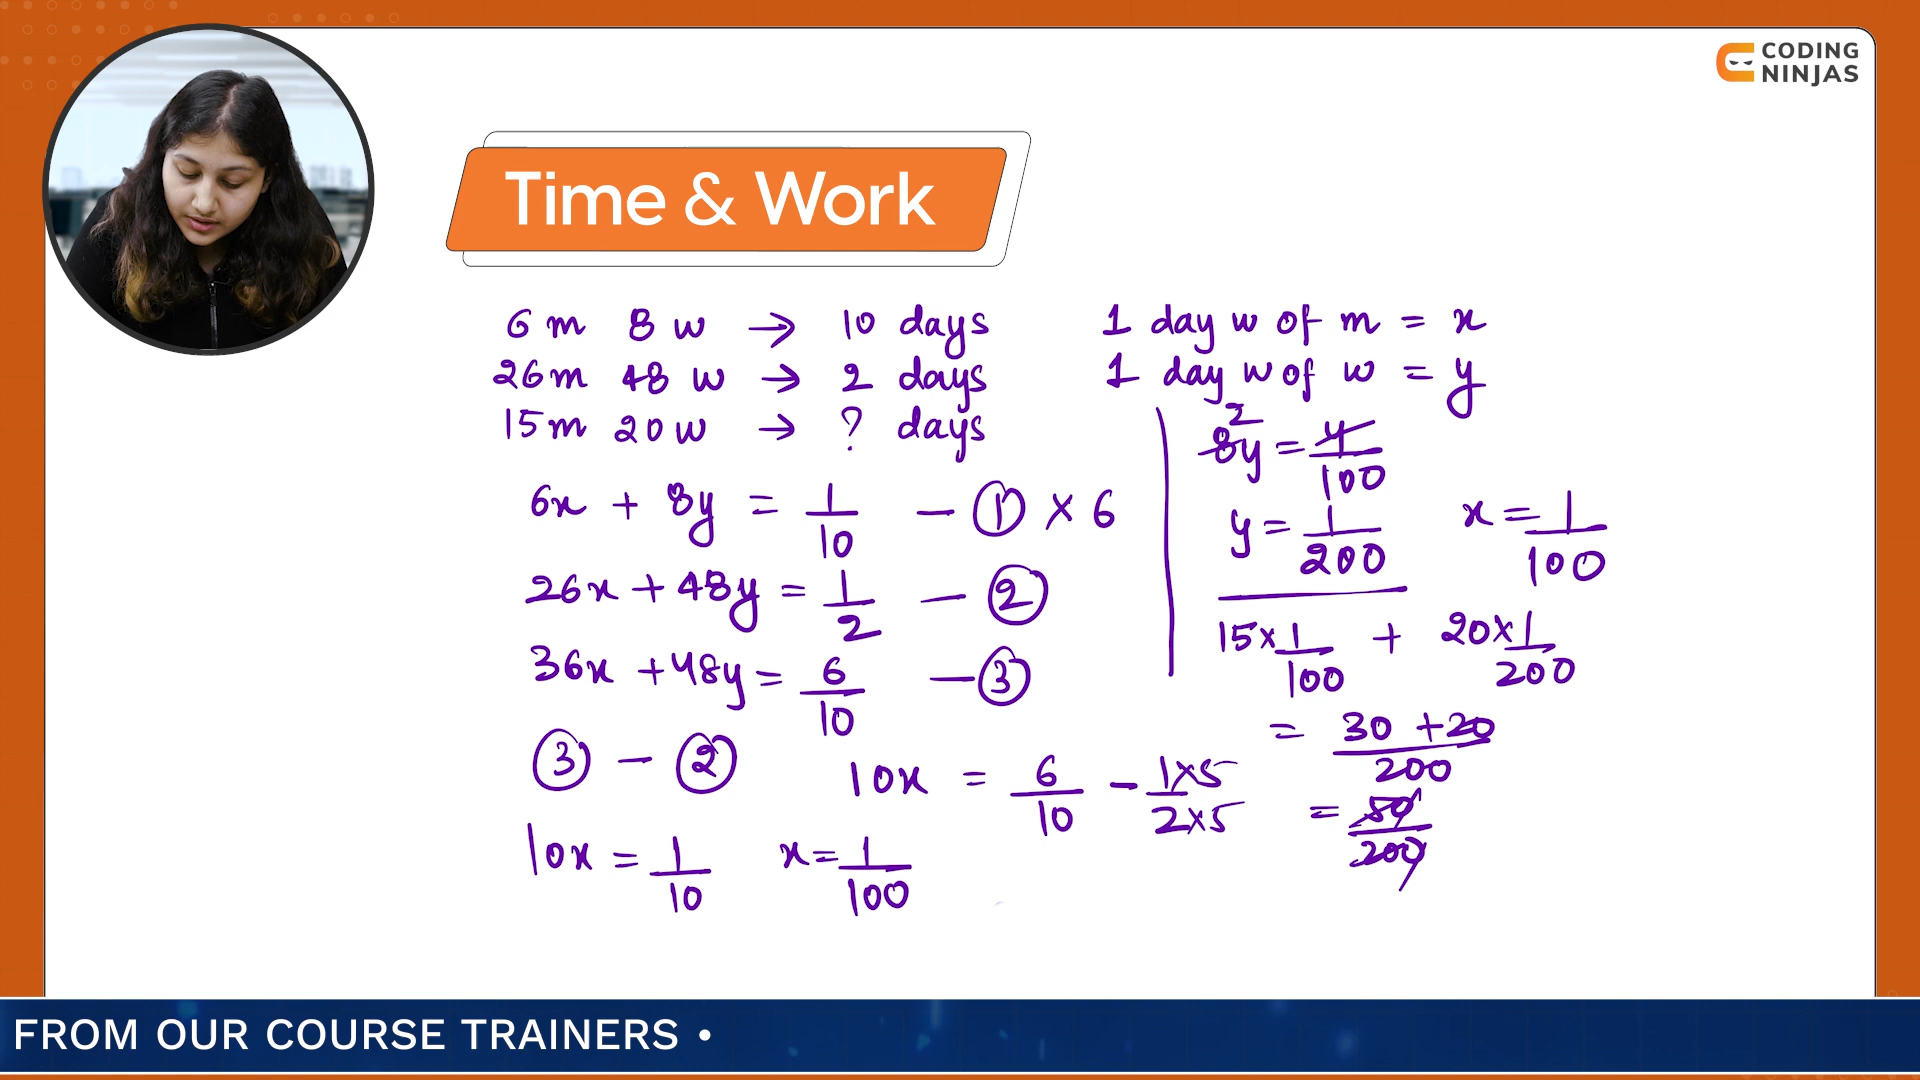 CODING
NINJAS
Time & Work
6m 8w → 10 days
26m 48 w → 2 days
15m 20w → ? days
1 day w of m = x
1 day w of w = y
6x + 8y = 1/10 — ① × 6
26x + 48y = 1/2 — ②
36x + 48y = 6/10 — ③
③ — ②
10x = 6/10 - 1×5/2×5
10x = 1/10 x = 1/100
2
8y = 4/100
y = 1/200 x = 1/100
15×1/100 + 20×1/200
= 30 + 20/200
= 50/200
FROM OUR COURSE TRAINERS •